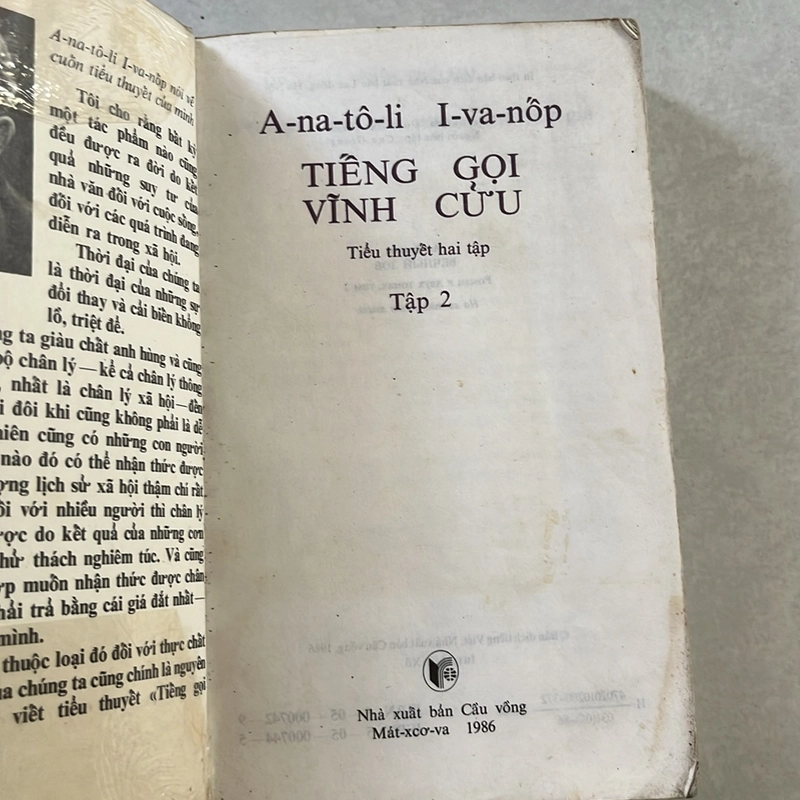 A-na-tô-li I-va-nốp nói về
cuốn tiểu thuyết của mình
Tôi cho rằng bất kỳ
một tác phẩm nào cũng
đều được ra đời do kết
quả những suy tư của
nhà văn đối với cuộc sống,
đối với các quá trình đang
diễn ra trong xã hội.
Thời đại của chúng ta
là thời đại của những sự
đổi thay và cải biến khổng
lồ, triệt để.
ng ta giàu chất anh hùng và cũng
bộ chân lý—kể cả chân lý thông
, nhất là chân lý xã hội—đến
i đôi khi cũng không phải là dễ
hiên cũng có những con người
nào đó có thể nhận thức được
ợng lịch sử xã hội thậm chí rất
ối với nhiều người thì chân lý
ược do kết quả của những cơn
hử thách nghiêm túc. Và cũng
ợp muốn nhận thức được chân
hải trả bằng cái giá đắt nhất—
mình.
thuộc loại đó đối với thực chất
ủa chúng ta cũng chính là nguyên
viết tiểu thuyết «Tiếng gọi
A-na-tô-li I-va-nốp
TIẾNG GỌI
VĨNH CỬU
Tiểu thuyết hai tập
Tập 2
Nhà xuất bản Cầu vồng
Mát-xcơ-va 1986